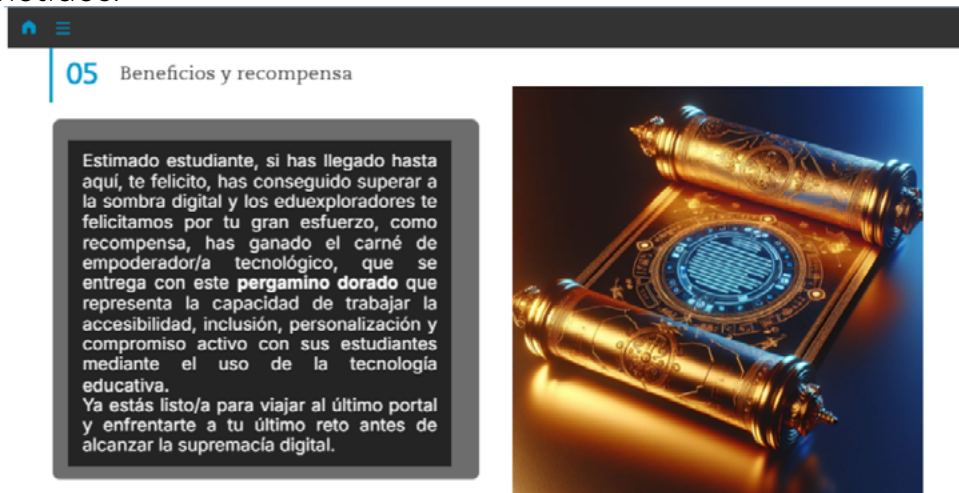 05 Beneficios y recompensa
Estimado estudiante, si has llegado hasta
aquí, te felicito, has conseguido superar a
la sombra digital y los eduexploradores te
felicitamos por tu gran esfuerzo, como
recompensa, has ganado el carné de
empoderador/a tecnológico, que se
entrega con este pergamino dorado que
representa la capacidad de trabajar la
accesibilidad, inclusión, personalización y
compromiso activo con sus estudiantes
mediante el uso de la tecnología
educativa.
Ya estás listo/a para viajar al último portal
y enfrentarte a tu último reto antes de
alcanzar la supremacía digital.